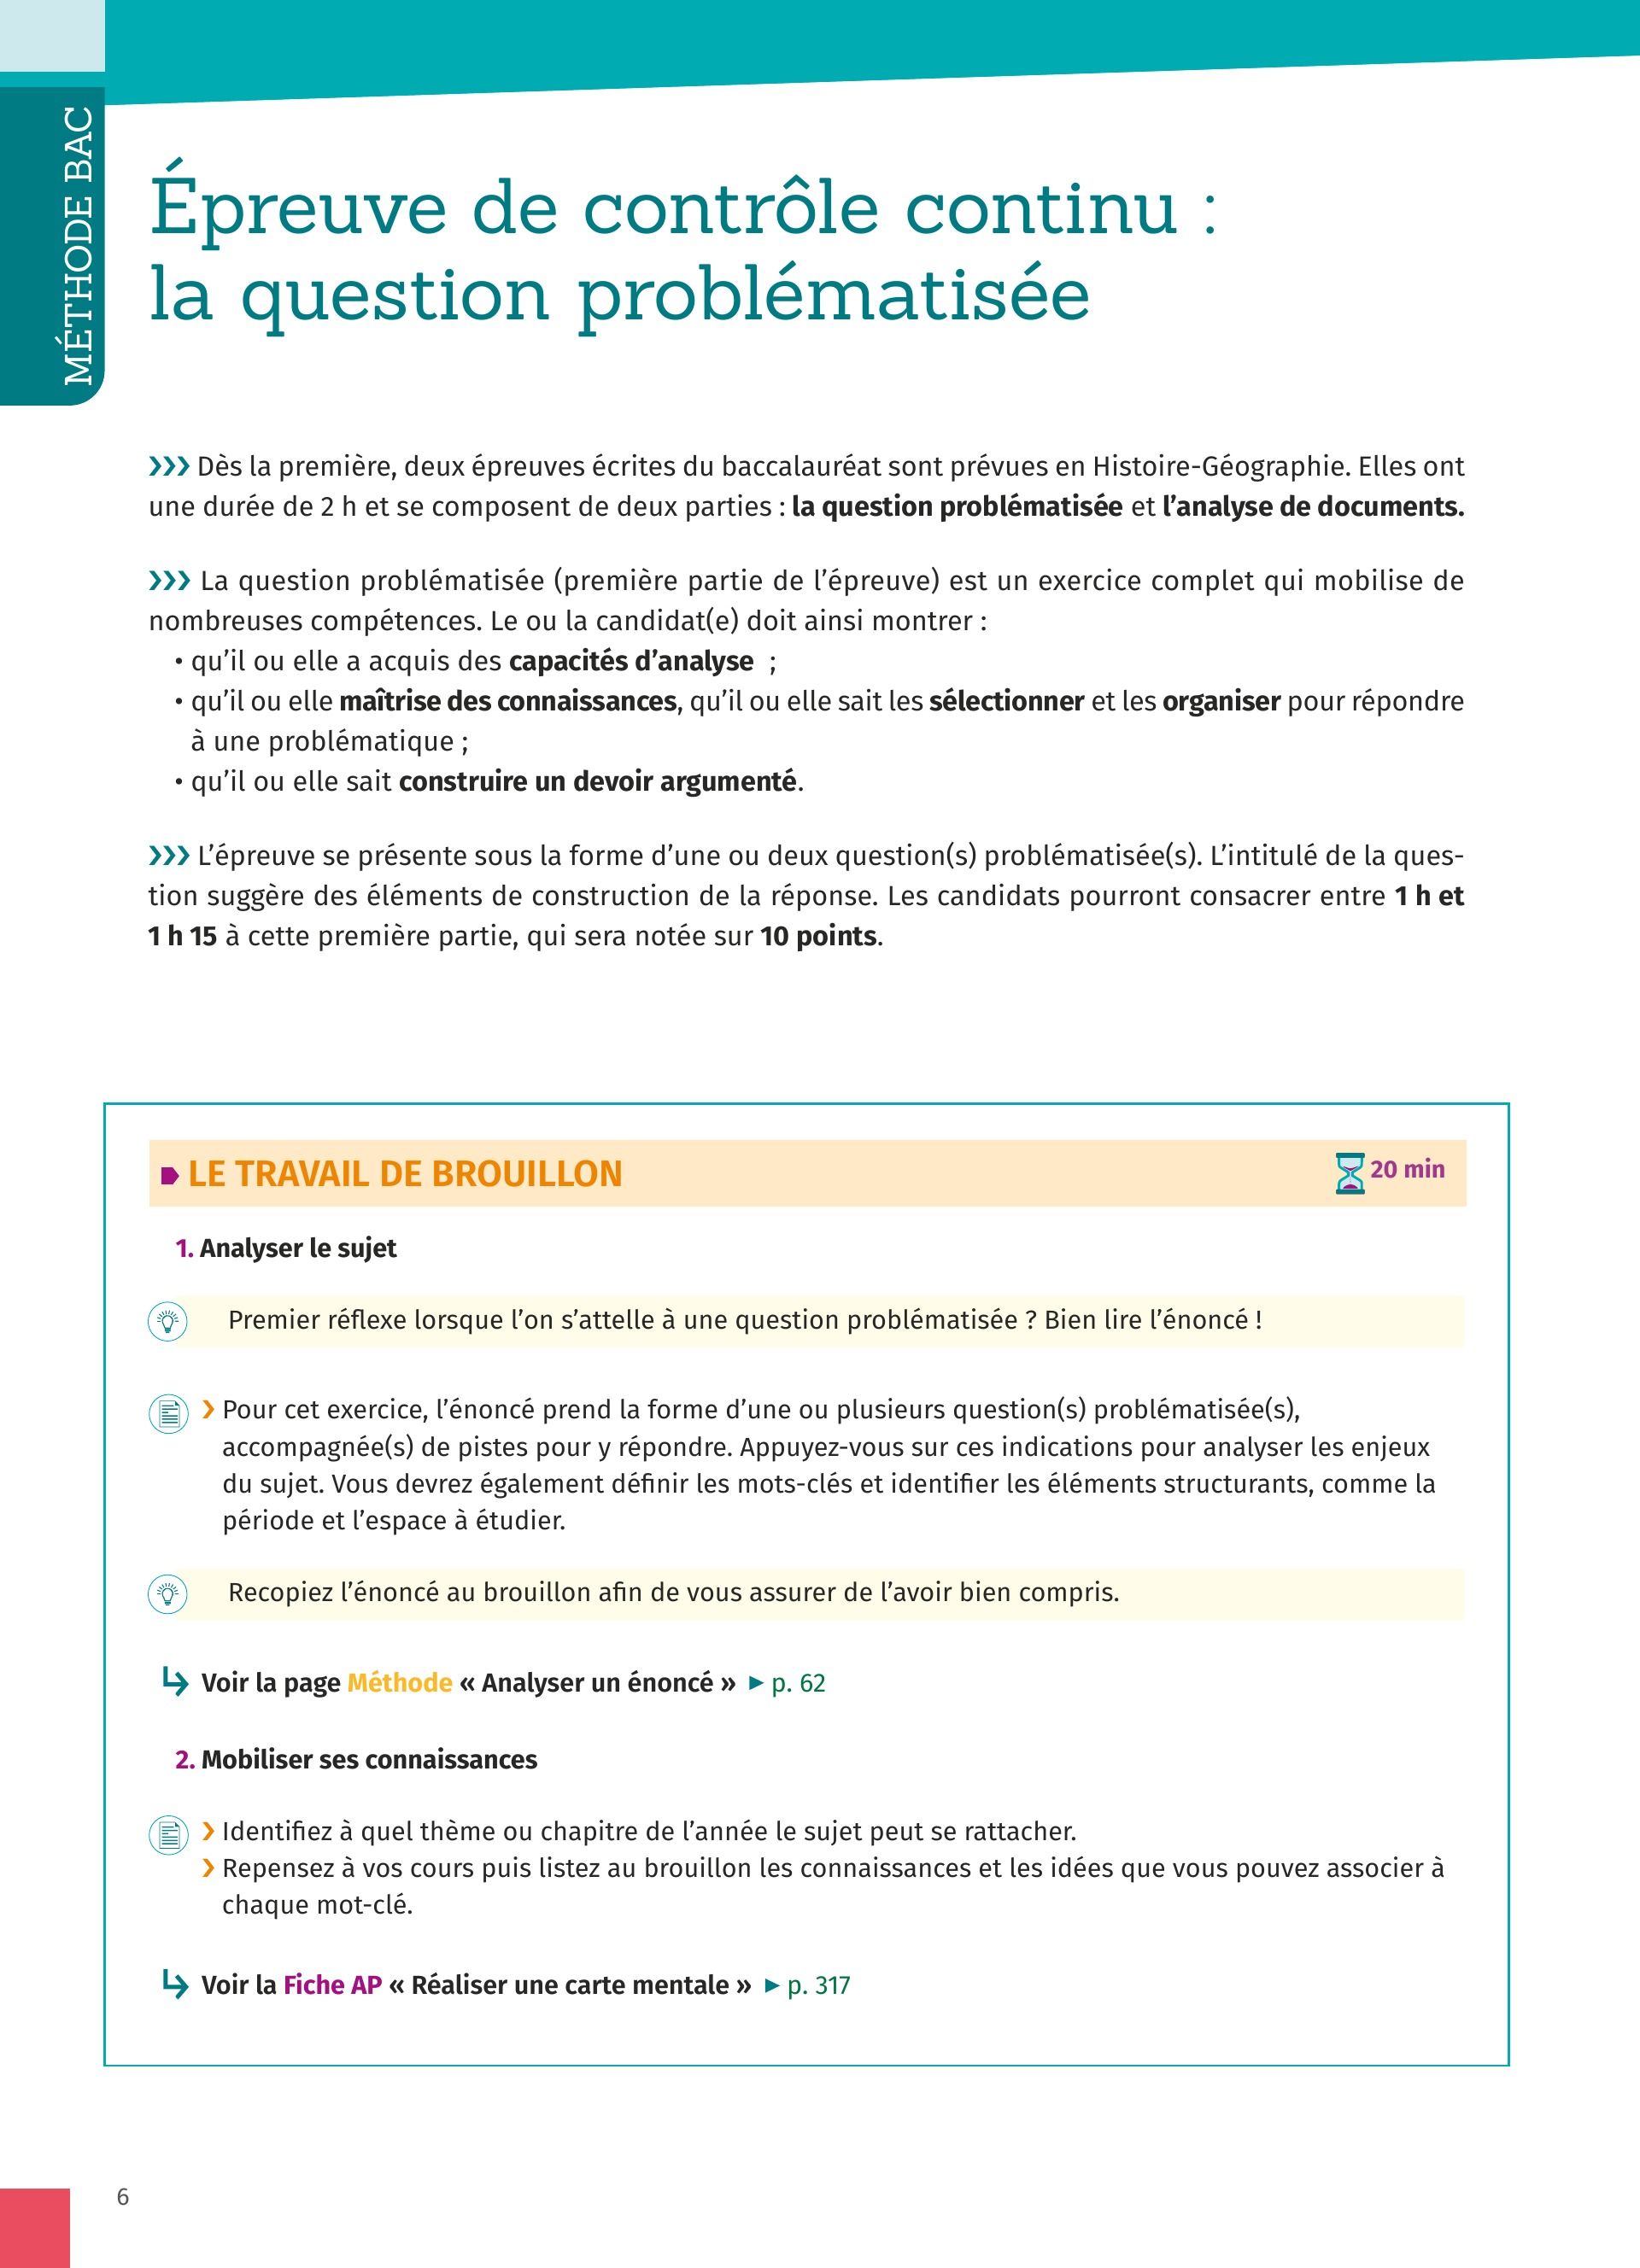 MÉTHODE BAC
Épreuve de contrôle continu :
la question problématisée
››› Dès la première, deux épreuves écrites du baccalauréat sont prévues en Histoire-Géographie. Elles ont
une durée de 2 h et se composent de deux parties : la question problématisée et l’analyse de documents.
››› La question problématisée (première partie de l’épreuve) est un exercice complet qui mobilise de
nombreuses compétences. Le ou la candidat(e) doit ainsi montrer :
• qu’il ou elle a acquis des capacités d’analyse ;
• qu’il ou elle maîtrise des connaissances, qu’il ou elle sait les sélectionner et les organiser pour répondre
à une problématique ;
• qu’il ou elle sait construire un devoir argumenté.
››› L’épreuve se présente sous la forme d’une ou deux question(s) problématisée(s). L’intitulé de la ques-
tion suggère des éléments de construction de la réponse. Les candidats pourront consacrer entre 1 h et
1 h 15 à cette première partie, qui sera notée sur 10 points.
LE TRAVAIL DE BROUILLON
20 min
1. Analyser le sujet
Premier réflexe lorsque l’on s’attelle à une question problématisée ? Bien lire l’énoncé !
› Pour cet exercice, l’énoncé prend la forme d’une ou plusieurs question(s) problématisée(s),
accompagnée(s) de pistes pour y répondre. Appuyez-vous sur ces indications pour analyser les enjeux
du sujet. Vous devrez également définir les mots-clés et identifier les éléments structurants, comme la
période et l’espace à étudier.
Recopiez l’énoncé au brouillon afin de vous assurer de l’avoir bien compris.
Voir la page Méthode « Analyser un énoncé » ► p. 62
2. Mobiliser ses connaissances
› Identifiez à quel thème ou chapitre de l’année le sujet peut se rattacher.
› Repensez à vos cours puis listez au brouillon les connaissances et les idées que vous pouvez associer à
chaque mot-clé.
Voir la Fiche AP « Réaliser une carte mentale » ► p. 317
6